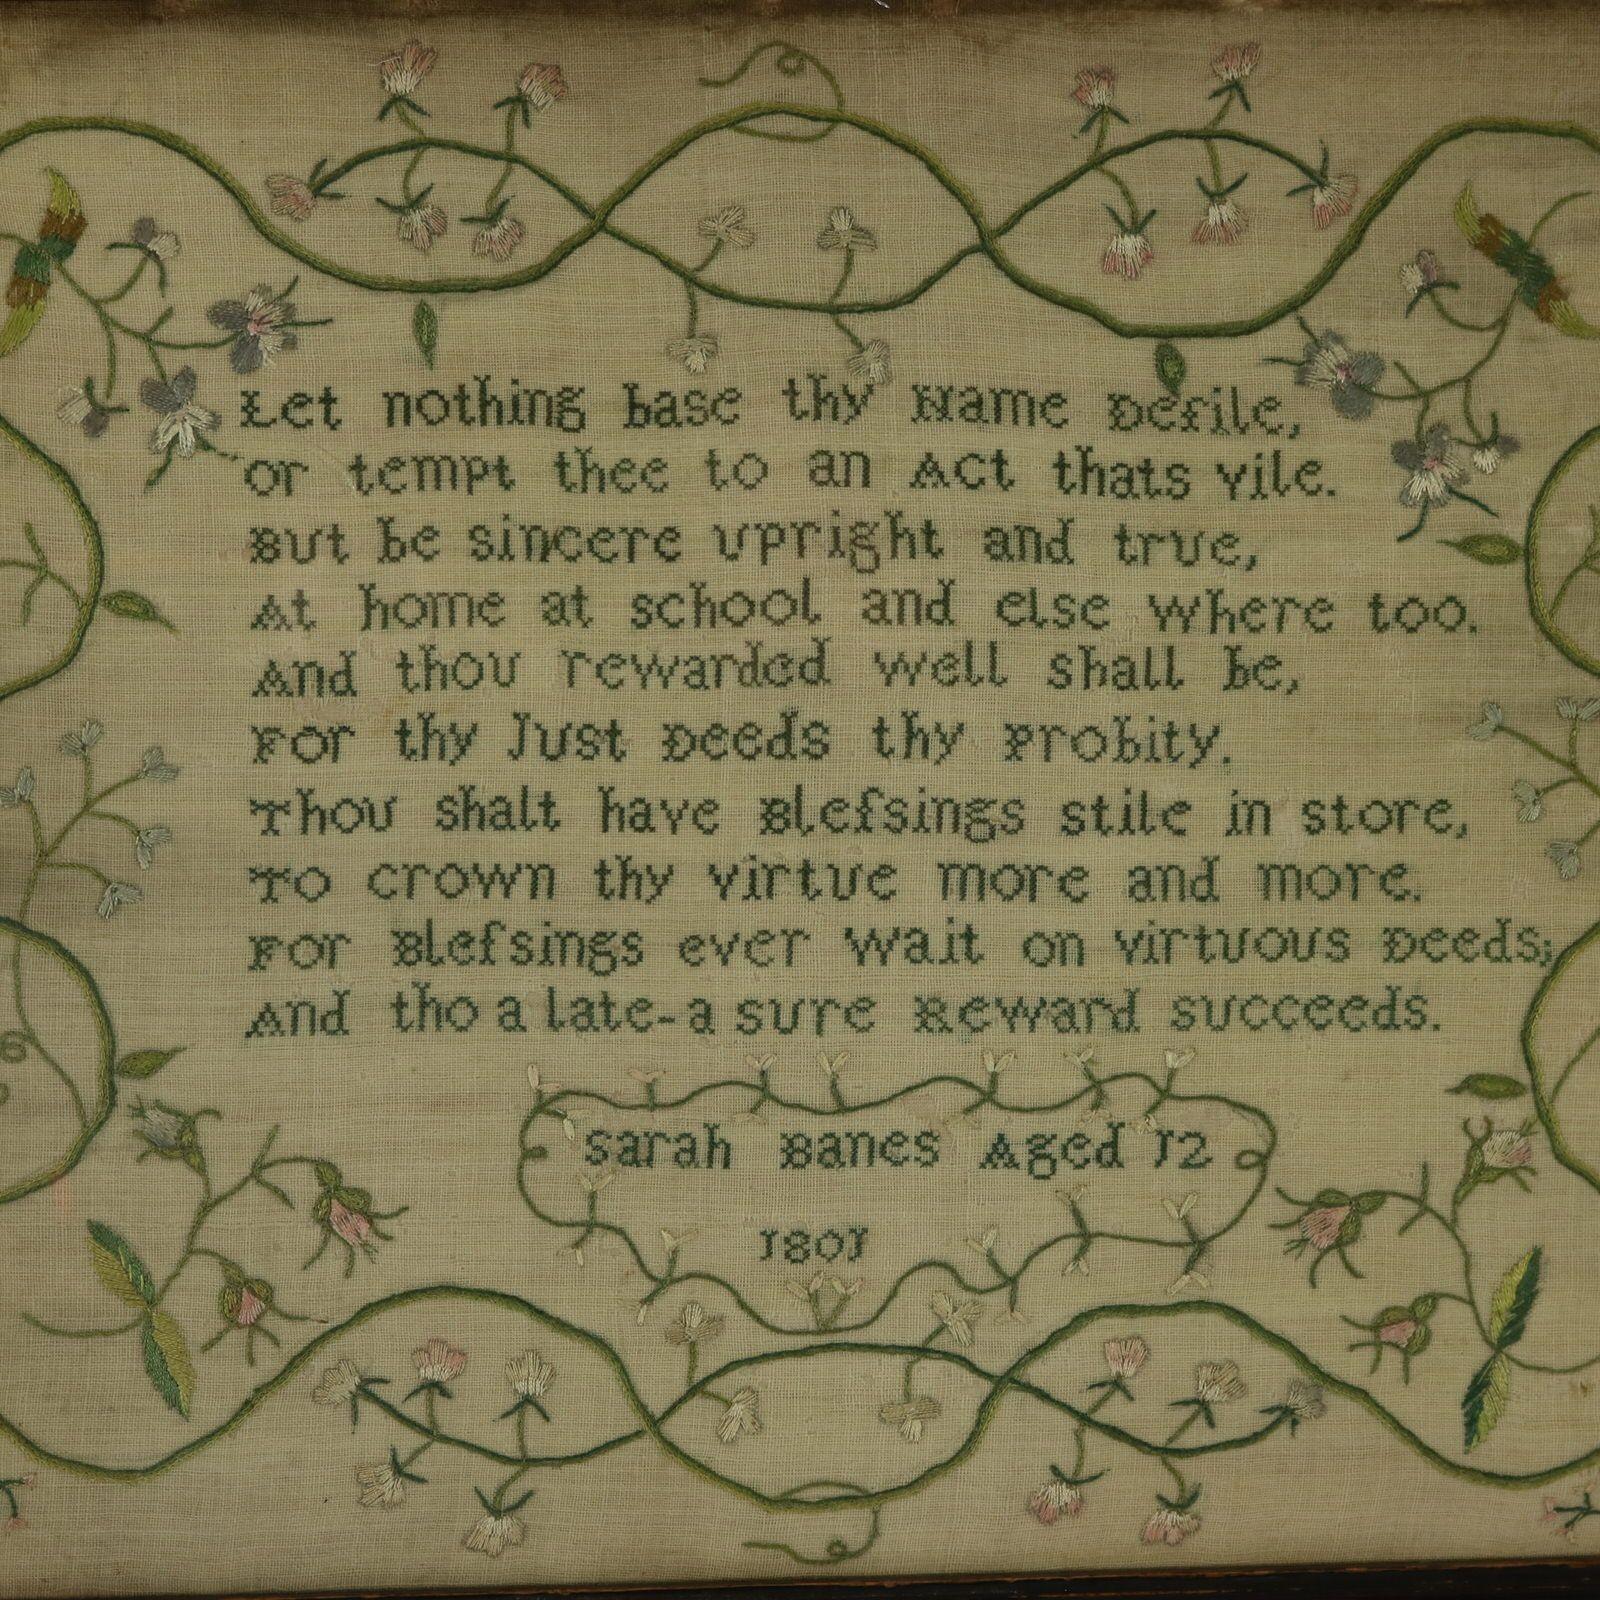 Let nothing base thy Name Defile,
or tempt thee to an Act thats vile.
But be sincere upright and true,
At home at school and else where too.
And thou rewarded well shall be,
For thy Just Deeds thy Probity.
Thou shalt have Bleſsings stile in store,
To crown thy virtue more and more.
For Bleſsings ever wait on virtuous Deeds;
And tho a late-a sure Reward succeeds.
Sarah Banes Aged 12
1801